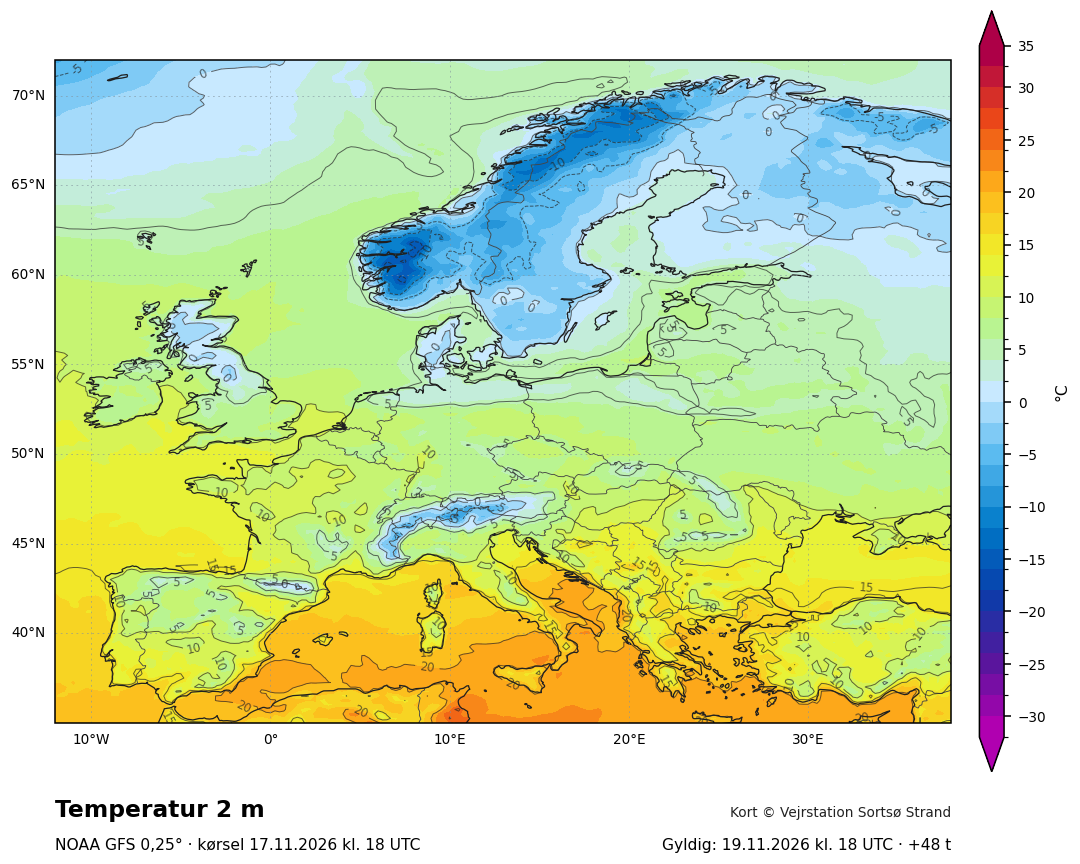 70°N
65°N
60°N
55°N
50°N
45°N
40°N
10°W
0°
10°E
20°E
30°E
35
30
25
20
15
10
5
0
−5
−10
−15
−20
−25
−30
°C
Temperatur 2 m
Kort © Vejrstation Sortsø Strand
NOAA GFS 0,25° · kørsel 17.11.2026 kl. 18 UTC
Gyldig: 19.11.2026 kl. 18 UTC · +48 t